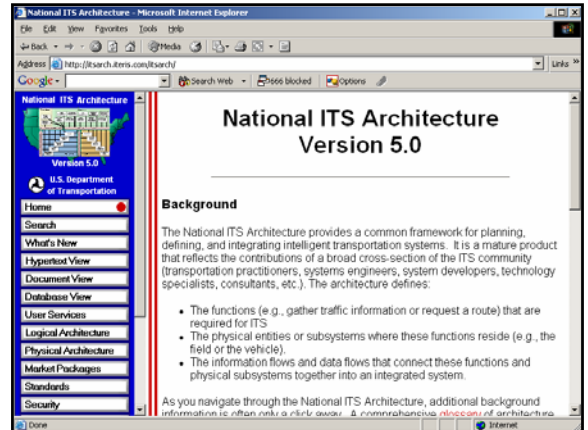 National ITS Architecture - Microsoft Internet Explorer
File Edit View Favorites Tools Help
Back Media
Address http://itsarch.iteris.com/itsarch/ Links »
Google Search Web 5666 blocked Options
National ITS Architecture
Version 5.0
U.S. Department
of Transportation
Home
Search
What's New
Hypertext View
Document View
Database View
User Services
Logical Architecture
Physical Architecture
Market Packages
Standards
Security
National ITS Architecture
Version 5.0
Background
The National ITS Architecture provides a common framework for planning,
defining, and integrating intelligent transportation systems. It is a mature product
that reflects the contributions of a broad cross-section of the ITS community
(transportation practitioners, systems engineers, system developers, technology
specialists, consultants, etc.). The architecture defines:
• The functions (e.g., gather traffic information or request a route) that are
required for ITS
• The physical entities or subsystems where these functions reside (e.g., the
field or the vehicle).
• The information flows and data flows that connect these functions and
physical subsystems together into an integrated system.
As you navigate through the National ITS Architecture, additional background
information is often only a click away. A comprehensive glossary of architecture
Done Internet